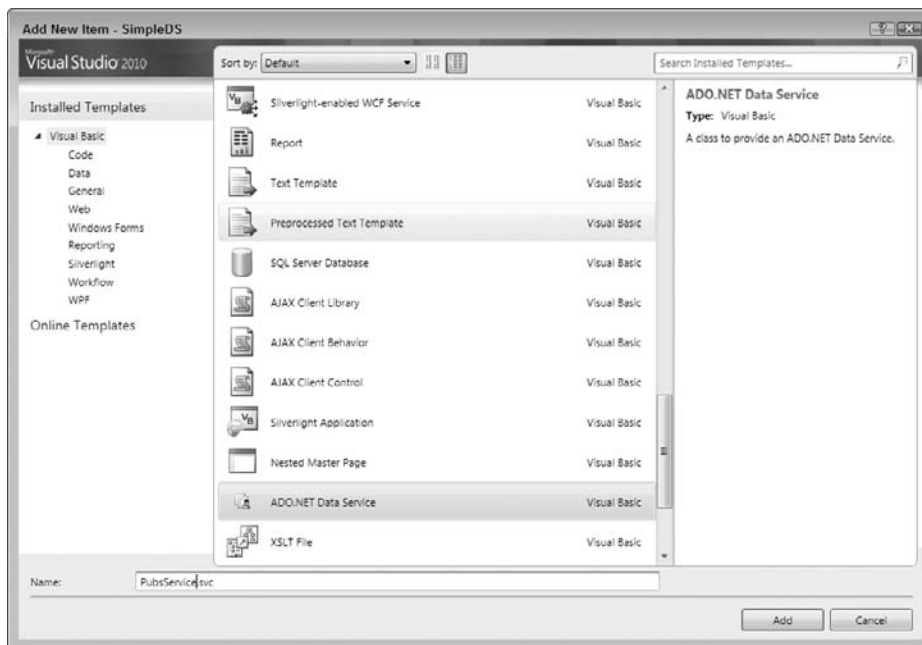 Add New Item - SimpleDS
Microsoft
Visual Studio 2010
Sort by: Default
Search Installed Templates...
Installed Templates
Visual Basic
Code
Data
General
Web
Windows Forms
Reporting
Silverlight
Workflow
WPF
Online Templates
Silverlight-enabled WCF Service Visual Basic
Report Visual Basic
Text Template Visual Basic
Preprocessed Text Template Visual Basic
SQL Server Database Visual Basic
AJAX Client Library Visual Basic
AJAX Client Behavior Visual Basic
AJAX Client Control Visual Basic
Silverlight Application Visual Basic
Nested Master Page Visual Basic
ADO.NET Data Service Visual Basic
XSLT File Visual Basic
ADO.NET Data Service
Type: Visual Basic
A class to provide an ADO.NET Data Service.
Name: PubsService.svc
Add Cancel